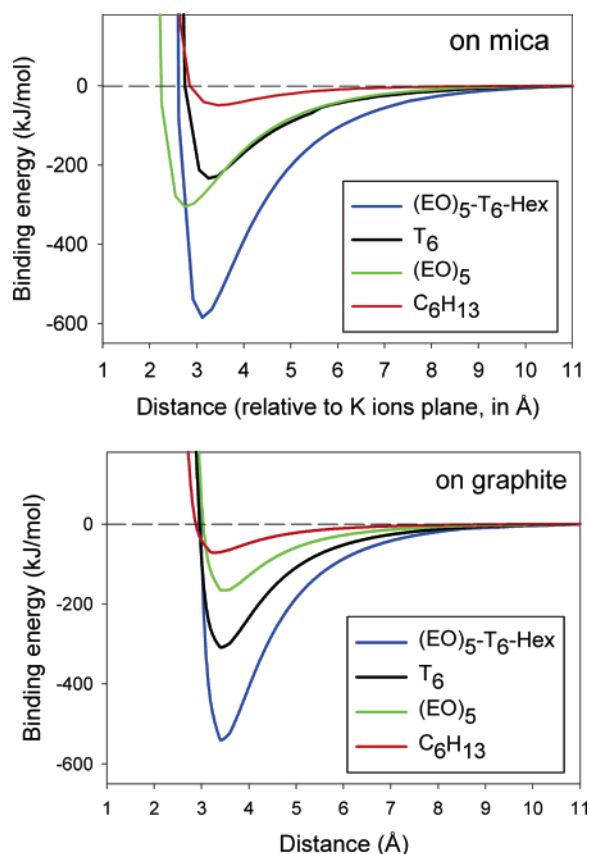 on mica
Binding energy (kJ/mol)
0
-200
-400
-600
(EO)₅-T₆-Hex
T₆
(EO)₅
C₆H₁₃
1 2 3 4 5 6 7 8 9 10 11
Distance (relative to K ions plane, in Å)
on graphite
Binding energy (kJ/mol)
0
-200
-400
-600
(EO)₅-T₆-Hex
T₆
(EO)₅
C₆H₁₃
1 2 3 4 5 6 7 8 9 10 11
Distance (Å)